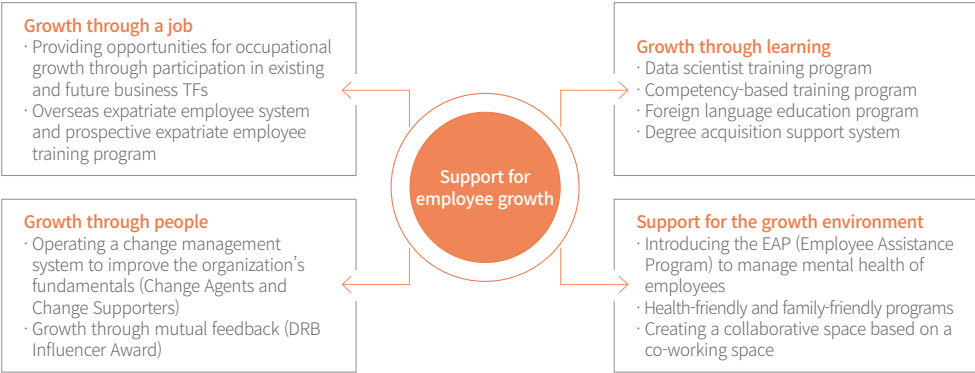 Growth through a job
· Providing opportunities for occupational
growth through participation in existing
and future business TFs
· Overseas expatriate employee system
and prospective expatriate employee
training program
Growth through learning
· Data scientist training program
· Competency-based training program
· Foreign language education program
· Degree acquisition support system
Support for
employee growth
Growth through people
· Operating a change management
system to improve the organization's
fundamentals (Change Agents and
Change Supporters)
· Growth through mutual feedback (DRB
Influencer Award)
Support for the growth environment
· Introducing the EAP (Employee Assistance
Program) to manage mental health of
employees
· Health-friendly and family-friendly programs
· Creating a collaborative space based on a
co-working space